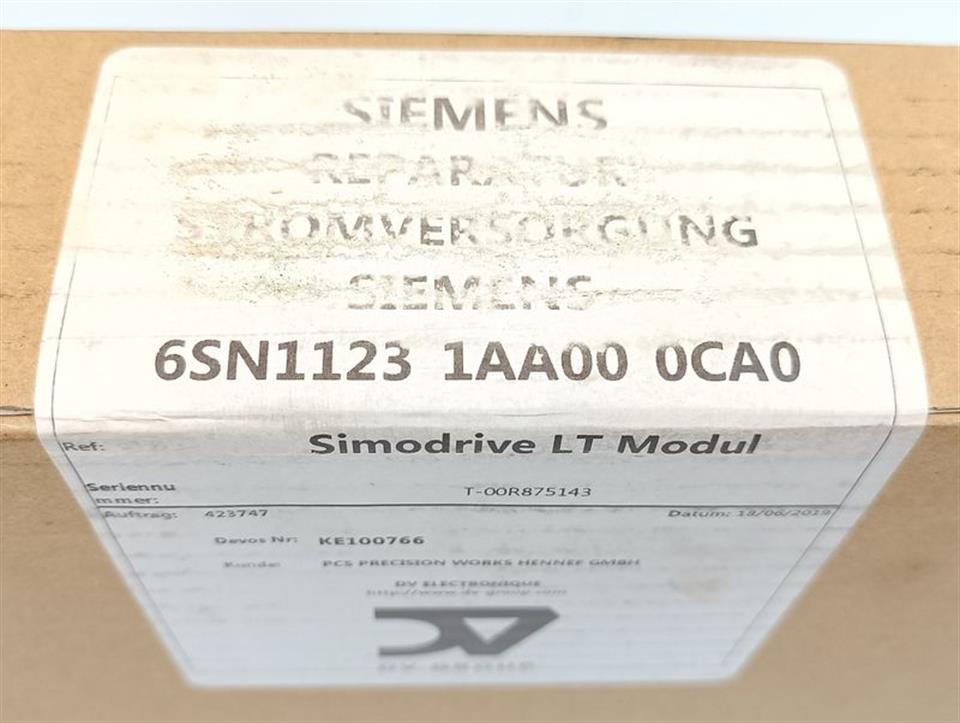 SIEMENS
REPARATUR
STROMVERSORGUNG
SIEMENS
6SN1123 1AA00 0CA0
Ref: Simodrive LT Modul
Seriennu
mmer: T-00R875143
Auftrag: 423747 Datum: 18/06/2019
Devos Nr: KE100766
Kunde: PCS PRECISION WORKS HENNEF GMBH
DV ELECTRONIQUE
http://www.dv-group.com